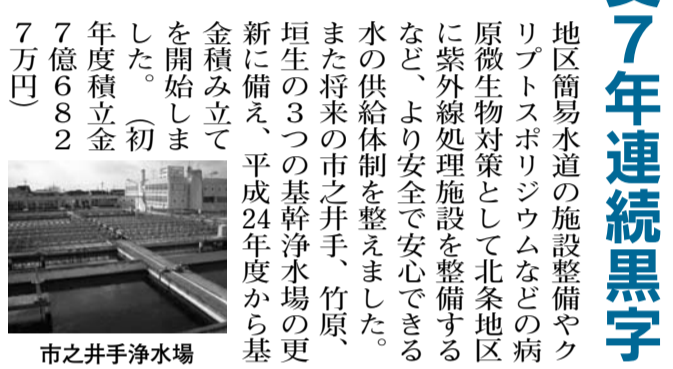 7年連続黒字
地区簡易水道の施設整備やク
リプトスポリジウムなどの病
原微生物対策として北条地区
に紫外線処理施設を整備する
など、より安全で安心できる
水の供給体制を整えました。
また将来の市之井手、竹原、
垣生の3つの基幹浄水場の更
新に備え、平成24年度から基
金積み立て
を開始しま
した。（初
年度積立金
7億682
7万円）
市之井手浄水場